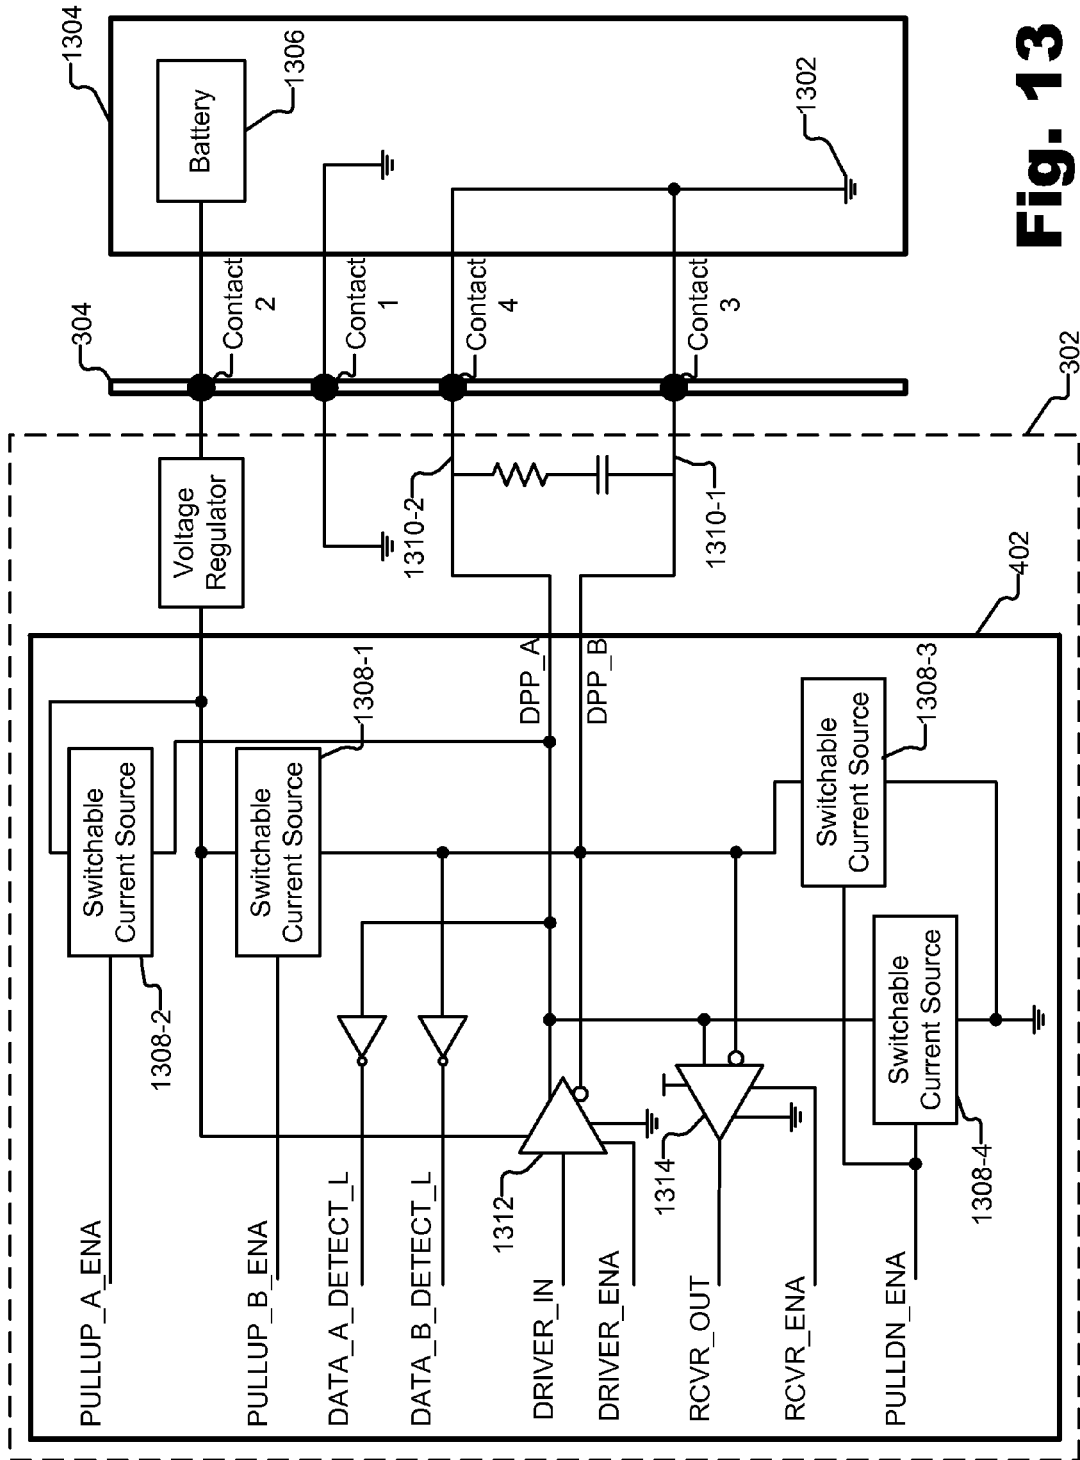 PULLUP_A_ENA
PULLUP_B_ENA
DATA_A_DETECT_L
DATA_B_DETECT_L
DRIVER_IN
DRIVER_ENA
RCVR_OUT
RCVR_ENA
PULLDN_ENA
1308-2
Switchable
Current Source
Switchable
Current Source
1308-1
1312
1314
1308-4
Switchable
Current Source
Switchable
Current Source
1308-3
DPP_A
DPP_B
402
Voltage
Regulator
1310-2
1310-1
302
304
Contact
2
Contact
1
Contact
4
Contact
3
1304
Battery
1306
1302
Fig. 13